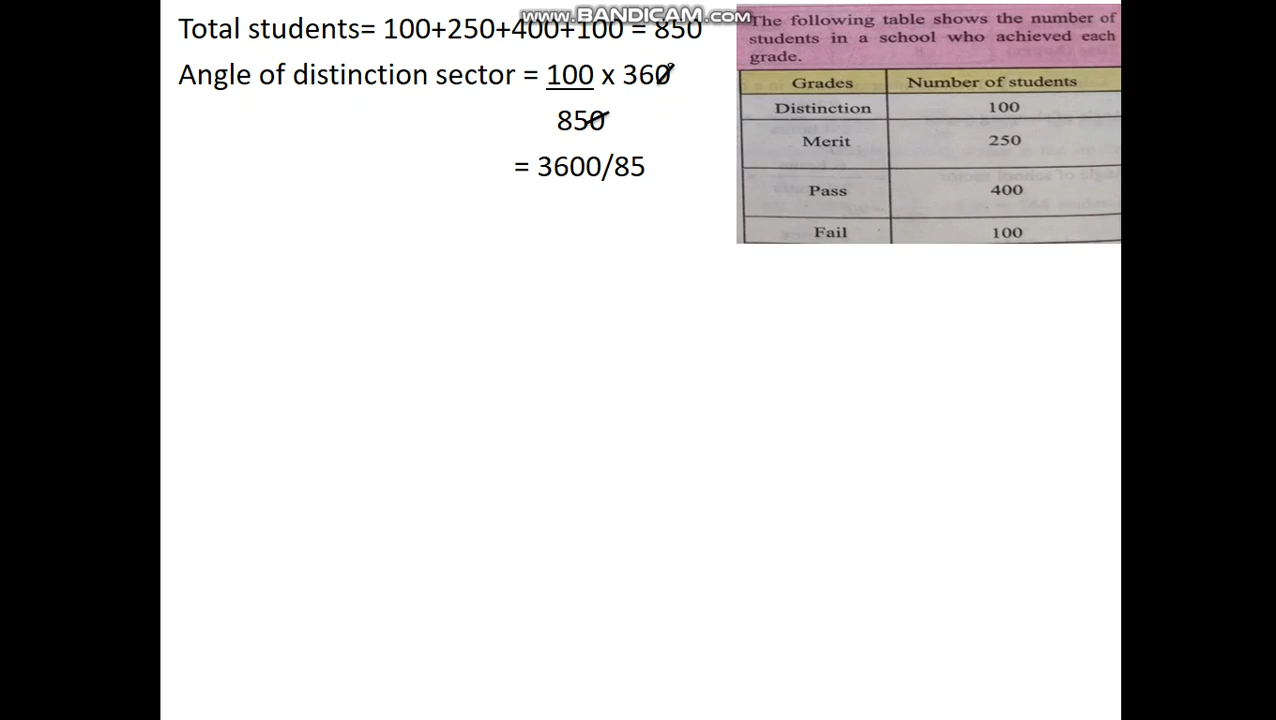 www.BANDICAM.com
Total students= 100+250+400+100 = 850
Angle of distinction sector = 100 x 360°
850
= 3600/85
The following table shows the number of
students in a school who achieved each
grade.
Grades Number of students
Distinction 100
Merit 250
Pass 400
Fail 100